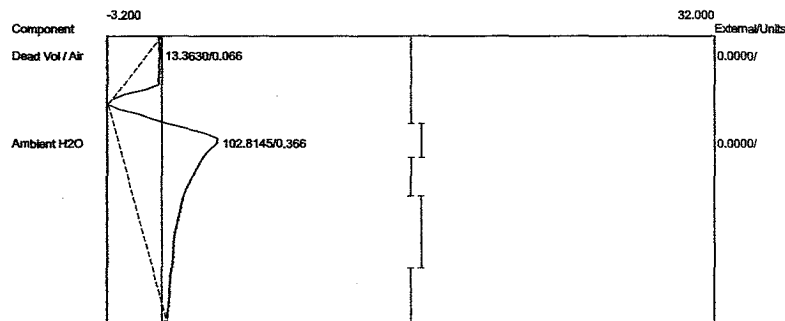 -3.200 32.000
Component External/Units
Dead Vol / Air 13.3630/0.066 0.0000/
Ambient H2O 102.8145/0.366 0.0000/